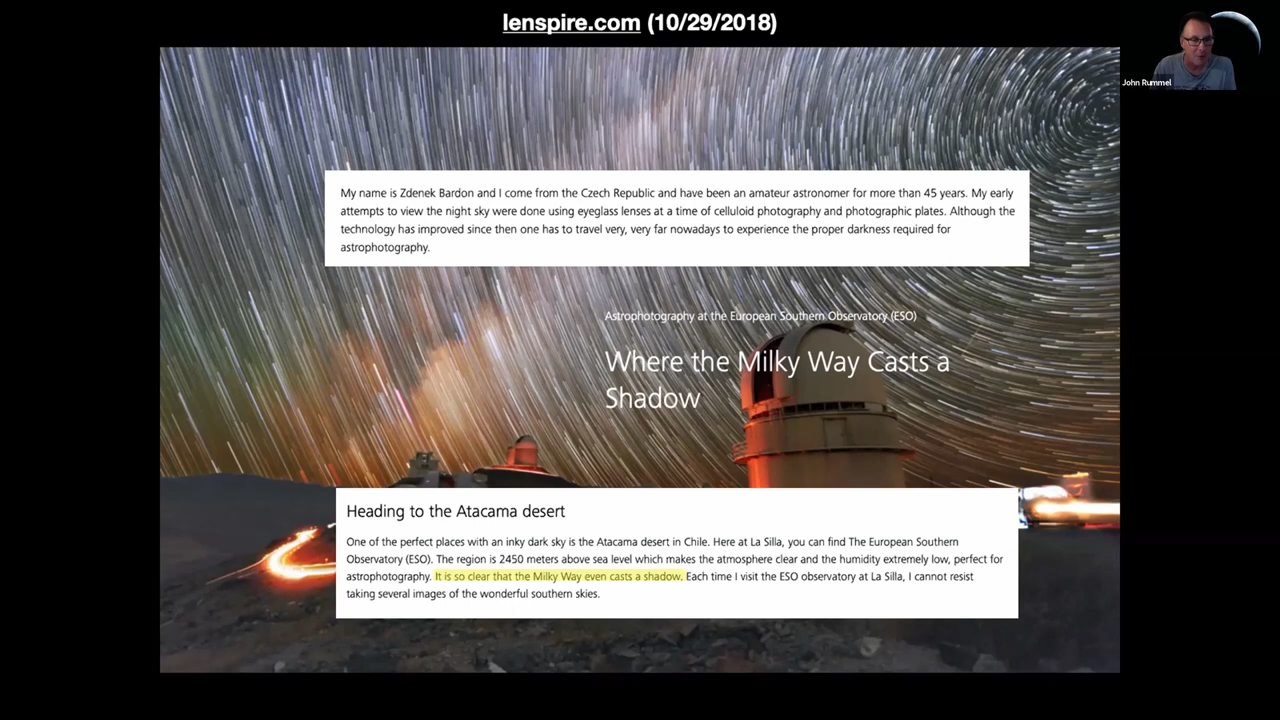 lenspire.com (10/29/2018)
John Rummel
My name is Zdenek Bardon and I come from the Czech Republic and have been an amateur astronomer for more than 45 years. My early
attempts to view the night sky were done using eyeglass lenses at a time of celluloid photography and photographic plates. Although the
technology has improved since then one has to travel very, very far nowadays to experience the proper darkness required for
astrophotography.
Astrophotography at the European Southern Observatory (ESO)
Where the Milky Way Casts a
Shadow
Heading to the Atacama desert
One of the perfect places with an inky dark sky is the Atacama desert in Chile. Here at La Silla, you can find The European Southern
Observatory (ESO). The region is 2450 meters above sea level which makes the atmosphere clear and the humidity extremely low, perfect for
astrophotography. It is so clear that the Milky Way even casts a shadow. Each time I visit the ESO observatory at La Silla, I cannot resist
taking several images of the wonderful southern skies.